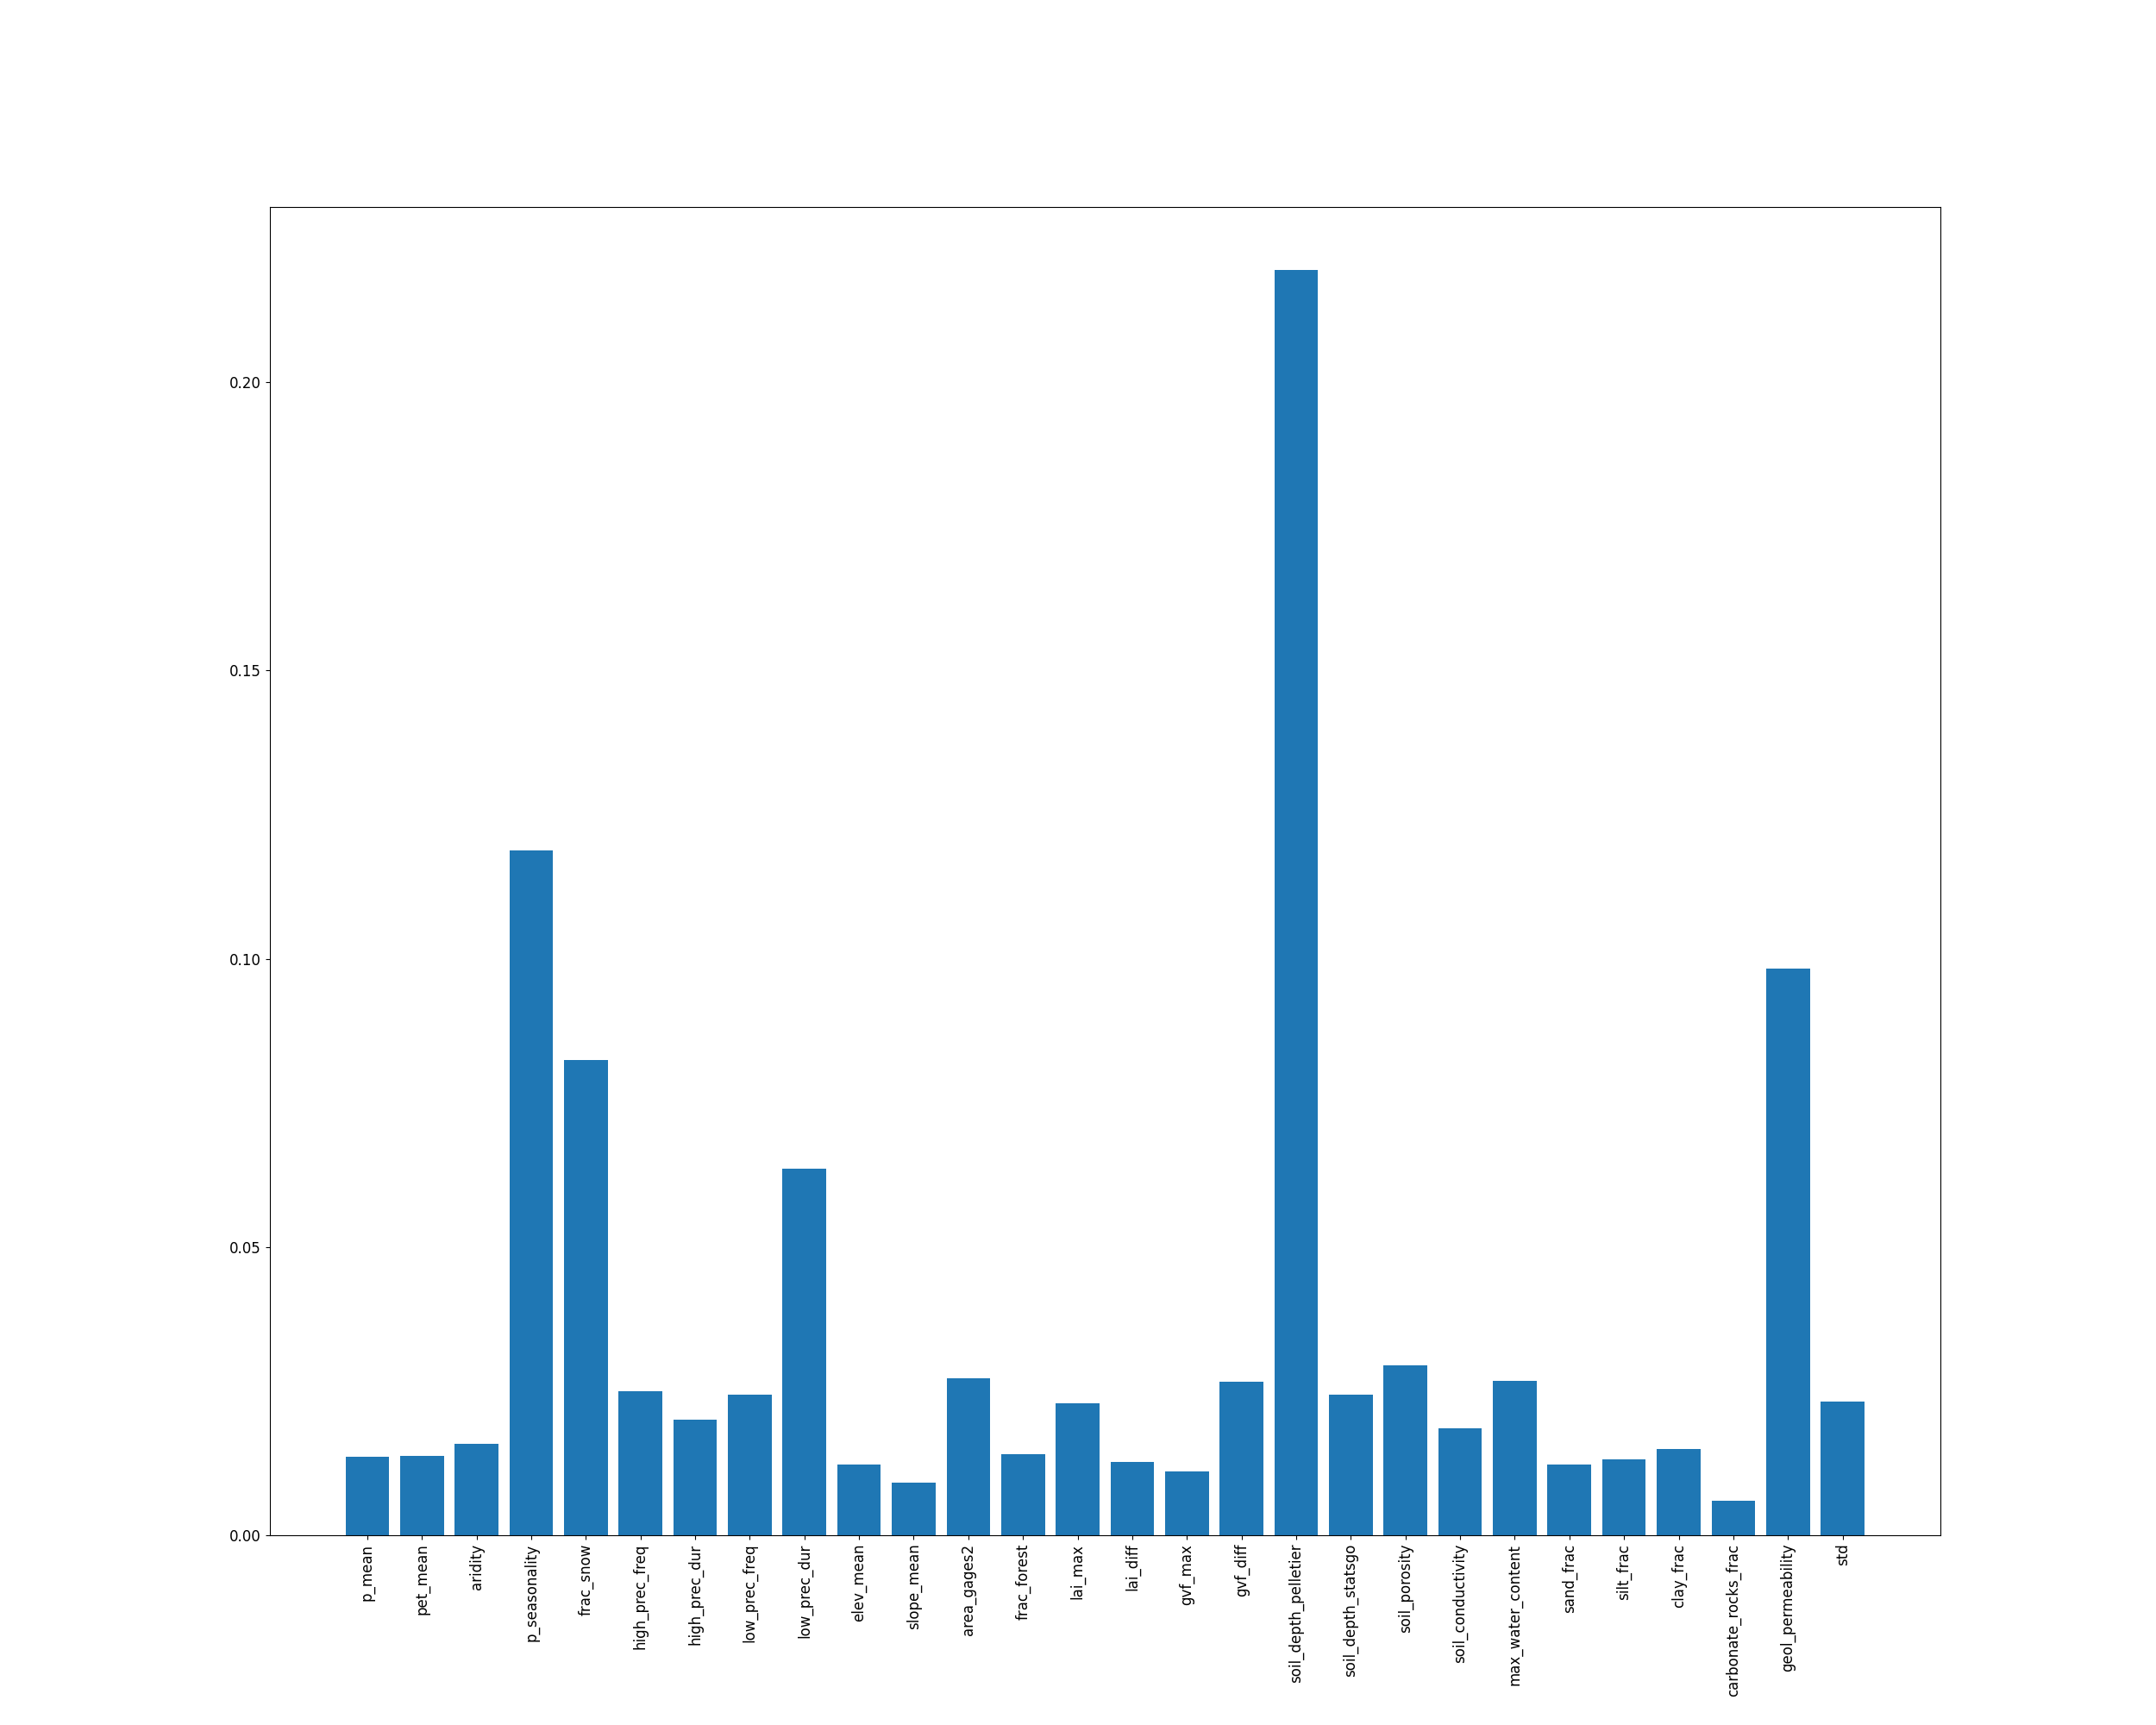 0.20
0.15
0.10
0.05
0.00
p_mean
pet_mean
aridity
p_seasonality
frac_snow
high_prec_freq
high_prec_dur
low_prec_freq
low_prec_dur
elev_mean
slope_mean
area_gages2
frac_forest
lai_max
lai_diff
gvf_max
gvf_diff
soil_depth_pelletier
soil_depth_statsgo
soil_porosity
soil_conductivity
max_water_content
sand_frac
silt_frac
clay_frac
carbonate_rocks_frac
geol_permeability
std